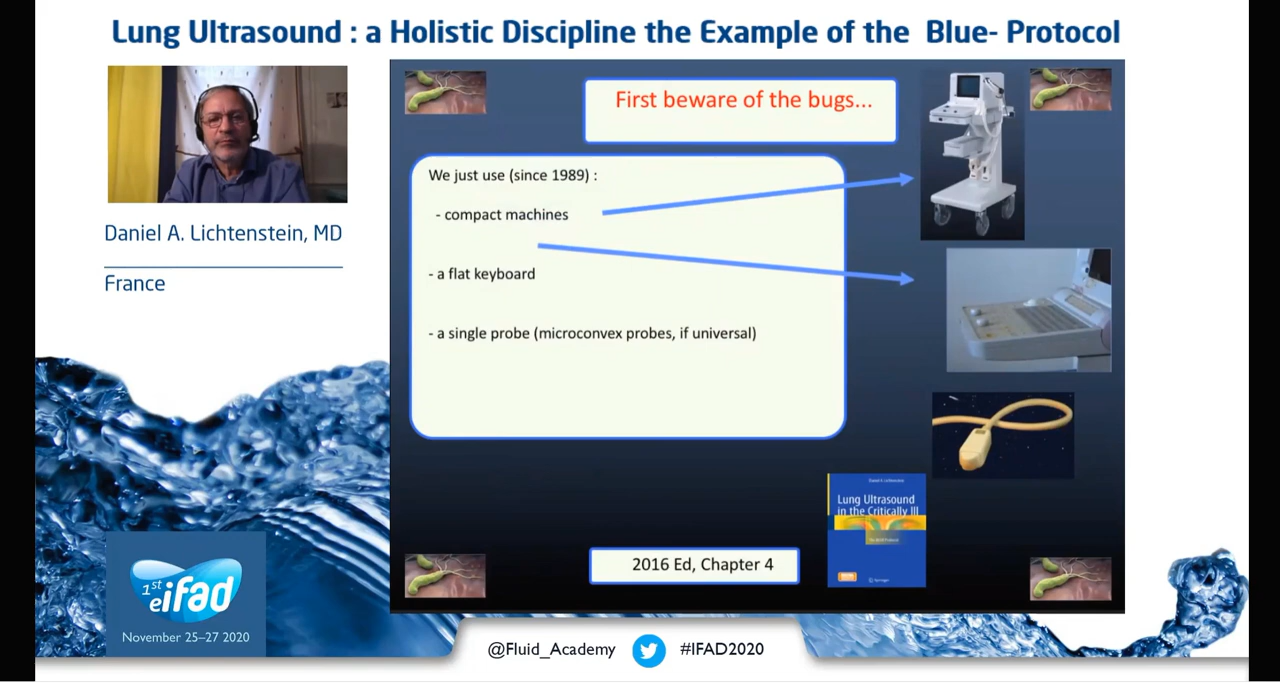 Lung Ultrasound : a Holistic Discipline the Example of the Blue- Protocol
Daniel A. Lichtenstein, MD
France
First beware of the bugs...
We just use (since 1989) :
- compact machines
- a flat keyboard
- a single probe (microconvex probes, if universal)
Lung Ultrasound
in the Critically Ill
Springer
2016 Ed, Chapter 4
1st
eifad
November 25–27 2020
@Fluid_Academy
#IFAD2020